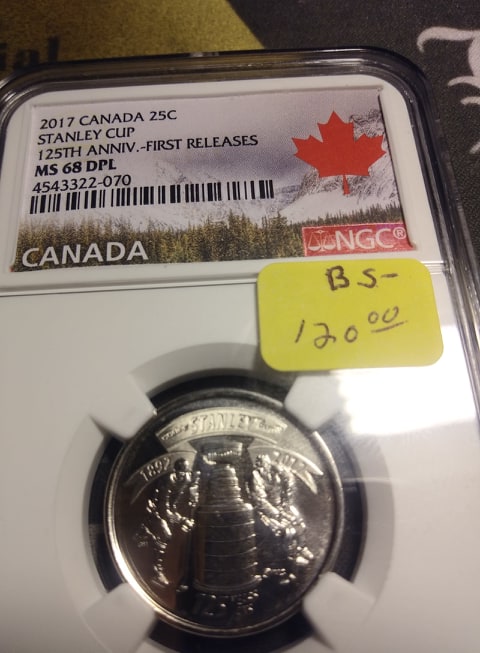 2017 CANADA 25C
STANLEY CUP
125TH ANNIV.-FIRST RELEASES
MS 68 DPL
4543322-070
CANADA
NGC®
BS-
120.00
STANLEY
1892
125